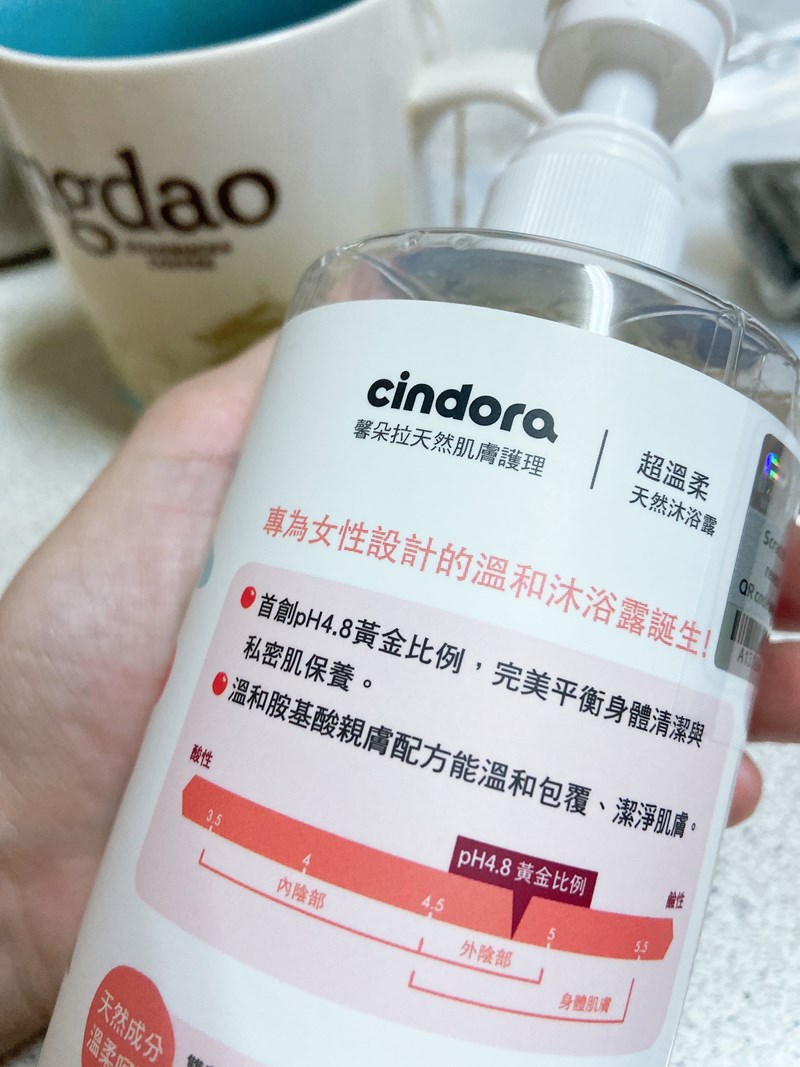 gdao
STARBUCKS
COFFEE
cindora
馨朵拉天然肌膚護理
超溫柔
天然沐浴露
專為女性設計的溫和沐浴露誕生!
首創pH4.8黃金比例，完美平衡身體清潔與
私密肌保養。
溫和胺基酸親膚配方能溫和包覆、潔淨肌膚。
酸性
鹼性
pH4.8 黃金比例
3.5
4
4.5
5
5.5
內陰部
外陰部
身體肌膚
天然成分
溫柔
QR